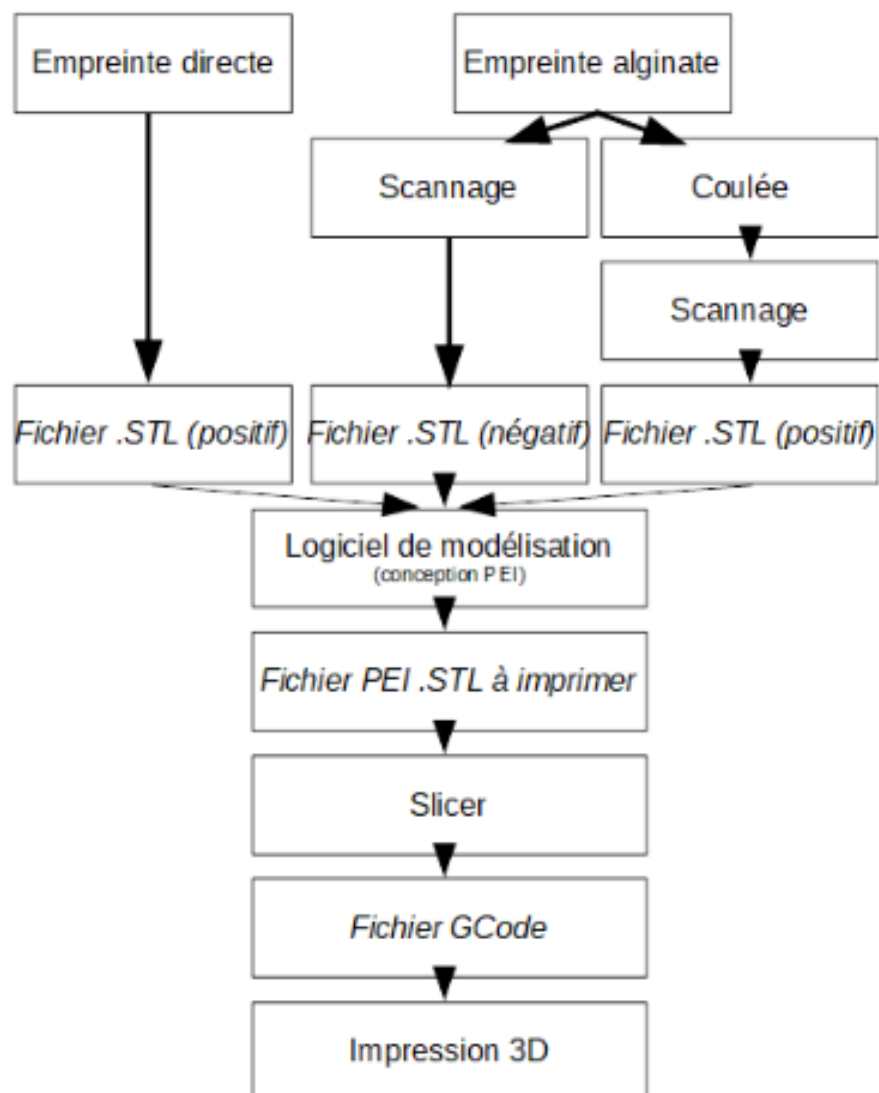 Empreinte directe
Empreinte alginate
Scannage
Coulée
Scannage
Fichier .STL (positif)
Fichier .STL (négatif)
Fichier .STL (positif)
Logiciel de modélisation
(conception PEI)
Fichier PEI .STL à imprimer
Slicer
Fichier GCode
Impression 3D